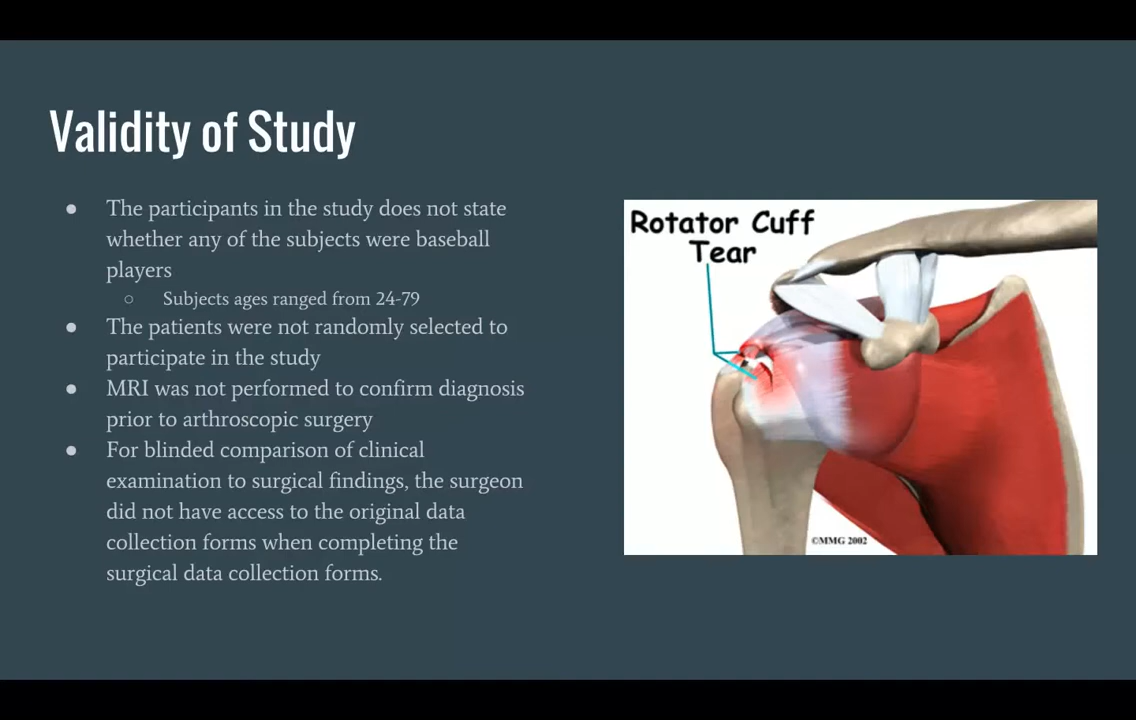 Validity of Study
● The participants in the study does not state
whether any of the subjects were baseball
players
○ Subjects ages ranged from 24-79
● The patients were not randomly selected to
participate in the study
● MRI was not performed to confirm diagnosis
prior to arthroscopic surgery
● For blinded comparison of clinical
examination to surgical findings, the surgeon
did not have access to the original data
collection forms when completing the
surgical data collection forms.
Rotator Cuff
Tear
©MMG 2002